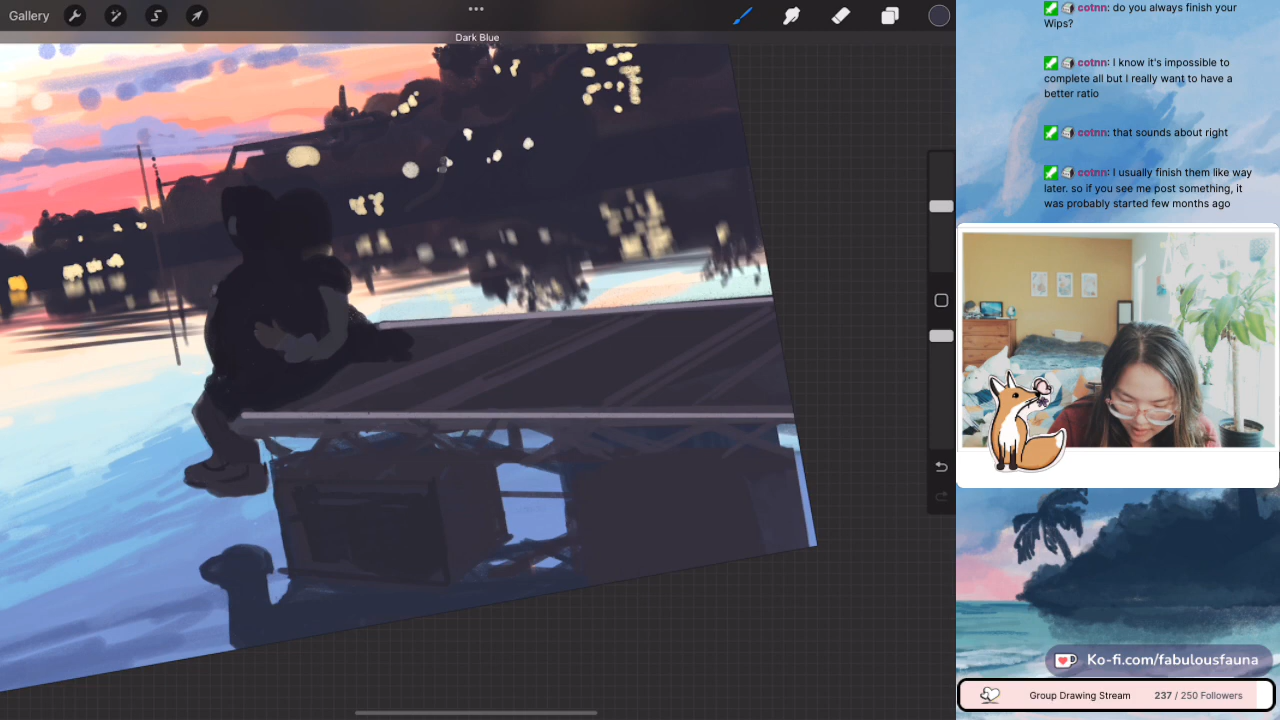 Gallery
Dark Blue
cotnn: do you always finish your
Wips?
cotnn: I know it's impossible to
complete all but I really want to have a
better ratio
cotnn: that sounds about right
cotnn: I usually finish them like way
later. so if you see me post something, it
was probably started few months ago
Ko-fi.com/fabulousfauna
Group Drawing Stream 237 / 250 Followers